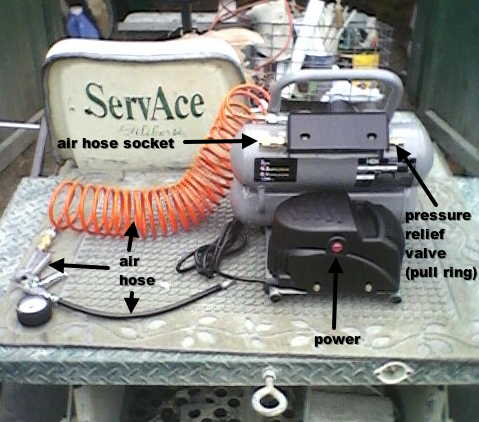 ServAce
air hose socket
pressure
relief
valve
(pull ring)
air
hose
power